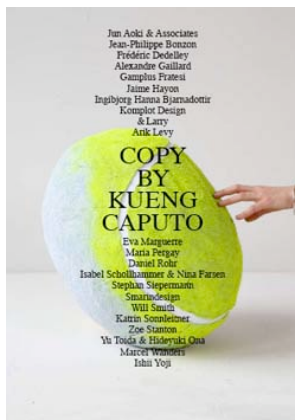 Jun Aoki & Associates
Jean-Philippe Bonzon
Frédéric Dedelley
Alexandre Gaillard
Gamplus Fratesi
Jaime Hayon
Ingibjorg Hanna Bjarnadottir
Komplot Design
& Larry
Arik Levy
COPY
BY
KUENG
CAPUTO
Eva Marguerre
Maria Pergay
Daniel Rohr
Isabel Schollhammer & Nina Farsen
Stephan Siepermann
Smarindesign
Will Smith
Katrin Sonnleitner
Zoe Stanton
Yu Toida & Hideyuki Ona
Marcel Wanders
Ishii Yoji